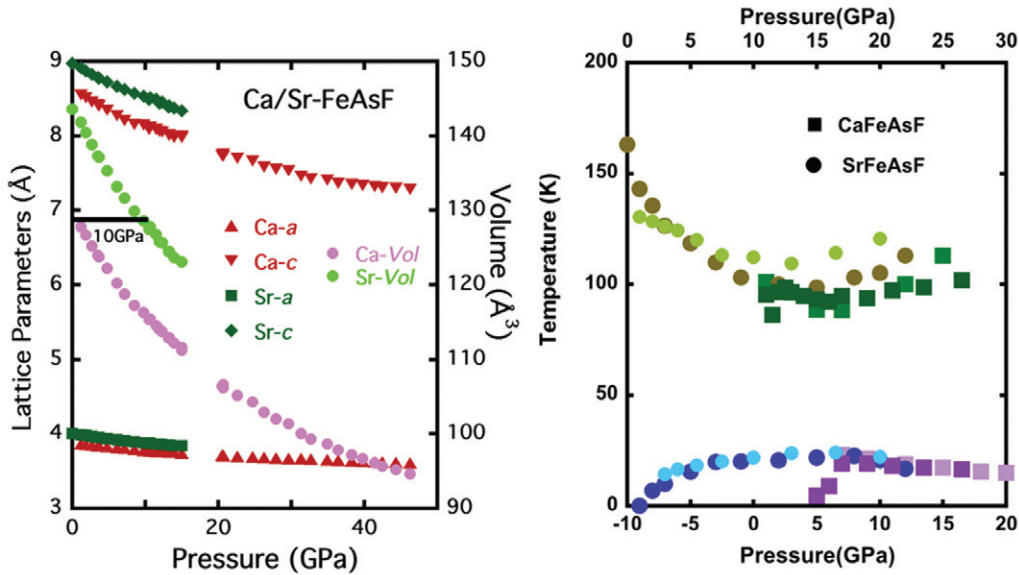 Ca/Sr-FeAsF
10GPa
Ca-a
Ca-c
Sr-a
Sr-c
Ca-Vol
Sr-Vol
Lattice Parameters (Å)
9
8
7
6
5
4
3
Volume (Å³)
150
140
130
120
110
100
90
0 20 40
Pressure (GPa)
Pressure(GPa)
0 5 10 15 20 25 30
CaFeAsF
SrFeAsF
Temperature (K)
200
150
100
50
0
-10 -5 0 5 10 15 20
Pressure(GPa)